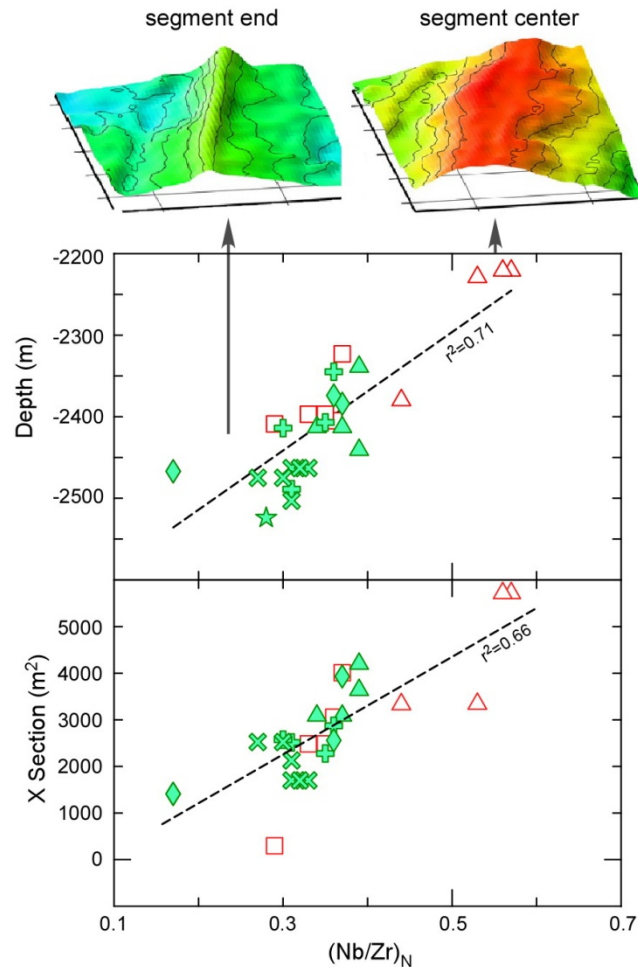 segment end
segment center
-2200
-2300
-2400
-2500
Depth (m)
r²=0.71
5000
4000
3000
2000
1000
0
X Section (m²)
r²=0.66
0.1
0.3
0.5
0.7
(Nb/Zr)N